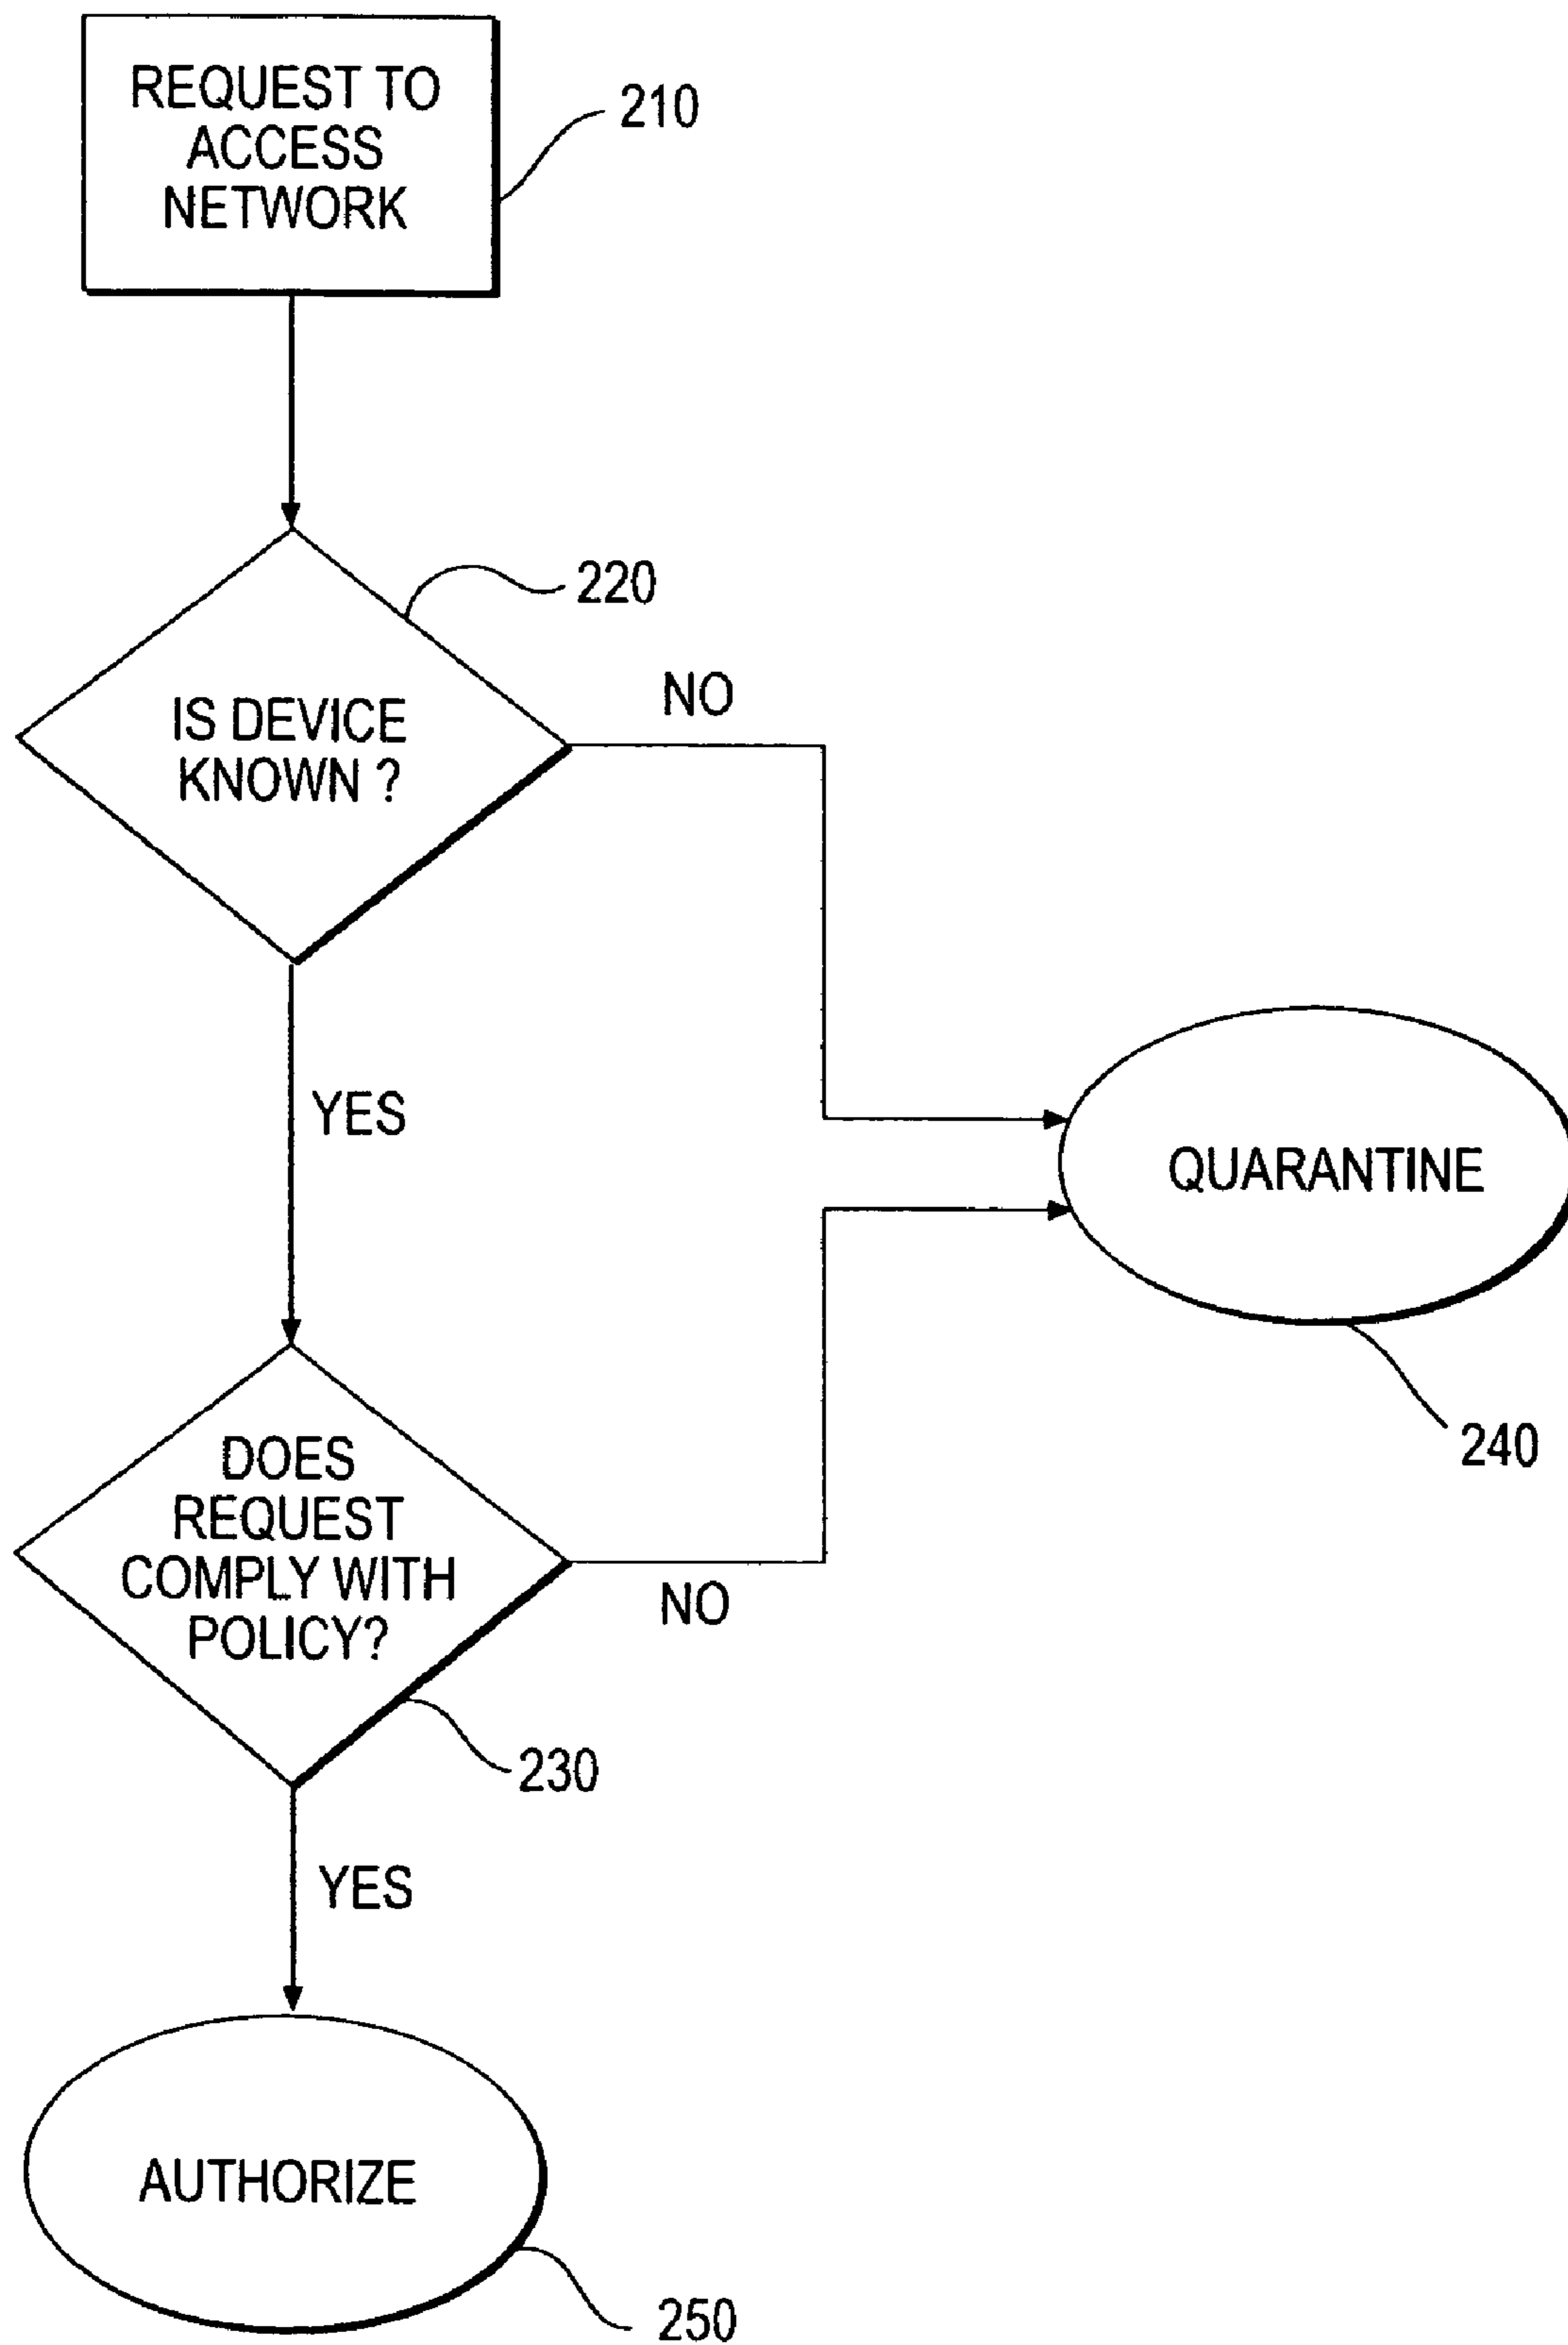 REQUEST TO
ACCESS
NETWORK
210
220
IS DEVICE
KNOWN ?
NO
YES
QUARANTINE
240
DOES
REQUEST
COMPLY WITH
POLICY?
NO
230
YES
AUTHORIZE
250